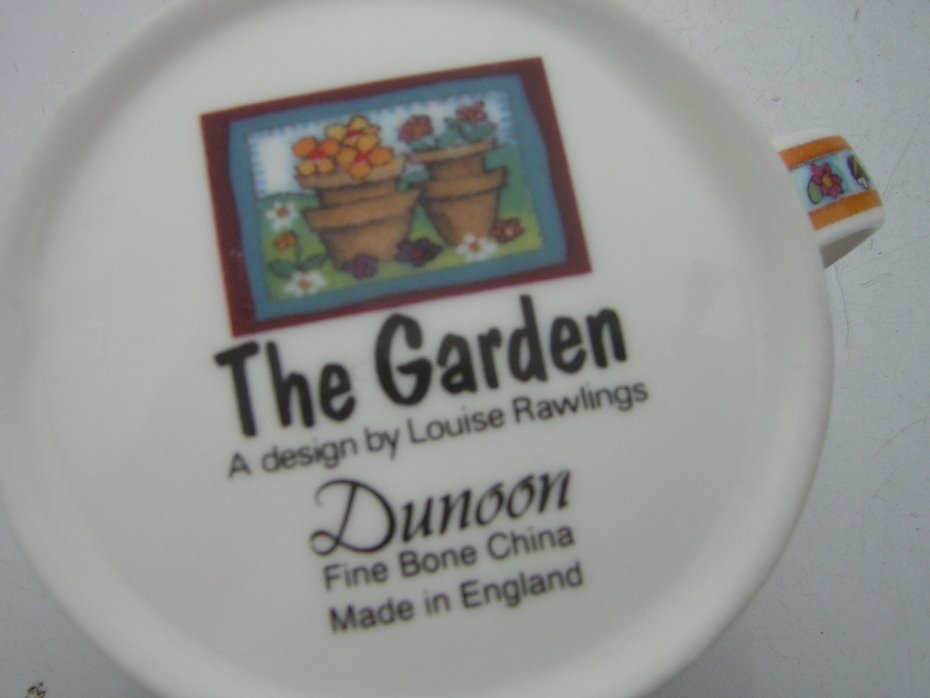 The Garden
A design by Louise Rawlings
Dunoon
Fine Bone China
Made in England